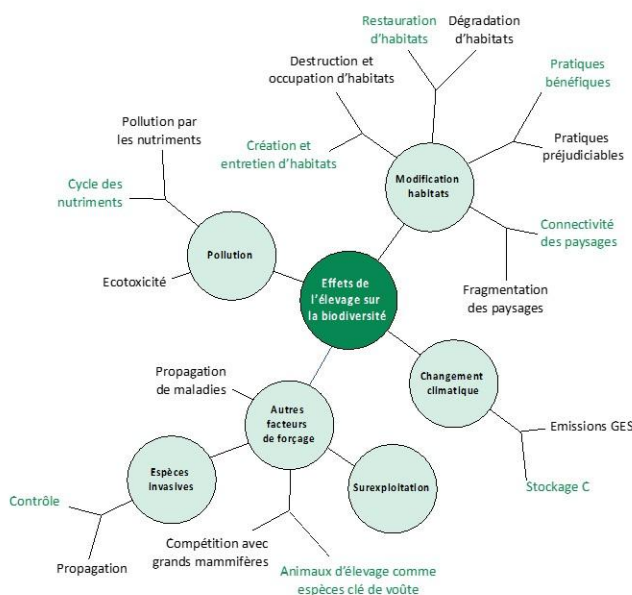 Restauration
d'habitats
Dégradation
d'habitats
Destruction et
occupation d'habitats
Pratiques
bénéfiques
Pollution par
les nutriments
Création et
entretien d'habitats
Pratiques
préjudiciables
Cycle des
nutriments
Modification
habitats
Connectivité
des paysages
Pollution
Ecotoxicité
Effets de
l'élevage sur
la biodiversité
Fragmentation
des paysages
Propagation
de maladies
Changement
climatique
Autres
facteurs
de forçage
Emissions GES
Espèces
invasives
Surexploitation
Stockage C
Contrôle
Compétition avec
grands mammifères
Propagation
Animaux d'élevage comme
espèces clé de voûte